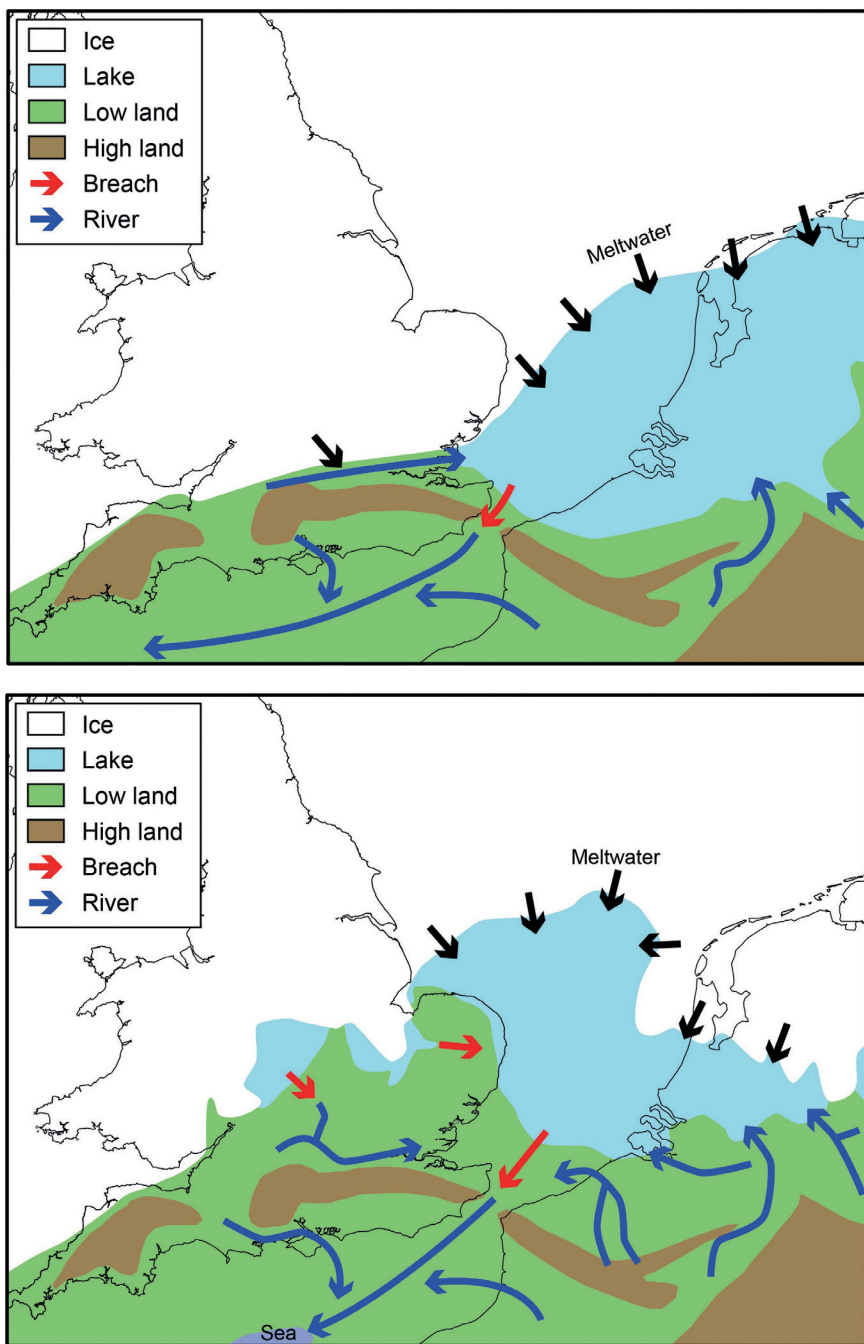 Ice
Lake
Low land
High land
Breach
River
Meltwater
Ice
Lake
Low land
High land
Breach
River
Meltwater
Sea